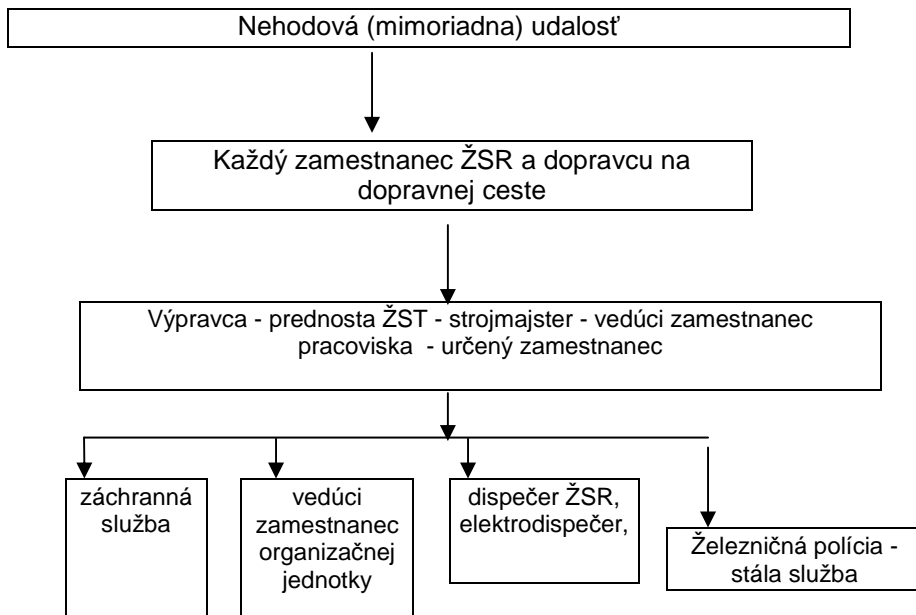 Nehodová (mimoriadna) udalosť
Každý zamestnanec ŽSR a dopravcu na
dopravnej ceste
Výpravca - prednosta ŽST - strojmajster - vedúci zamestnanec
pracoviska - určený zamestnanec
záchranná
služba
vedúci
zamestnanec
organizačnej
jednotky
dispečer ŽSR,
elektrodispečer,
Železničná polícia -
stála služba